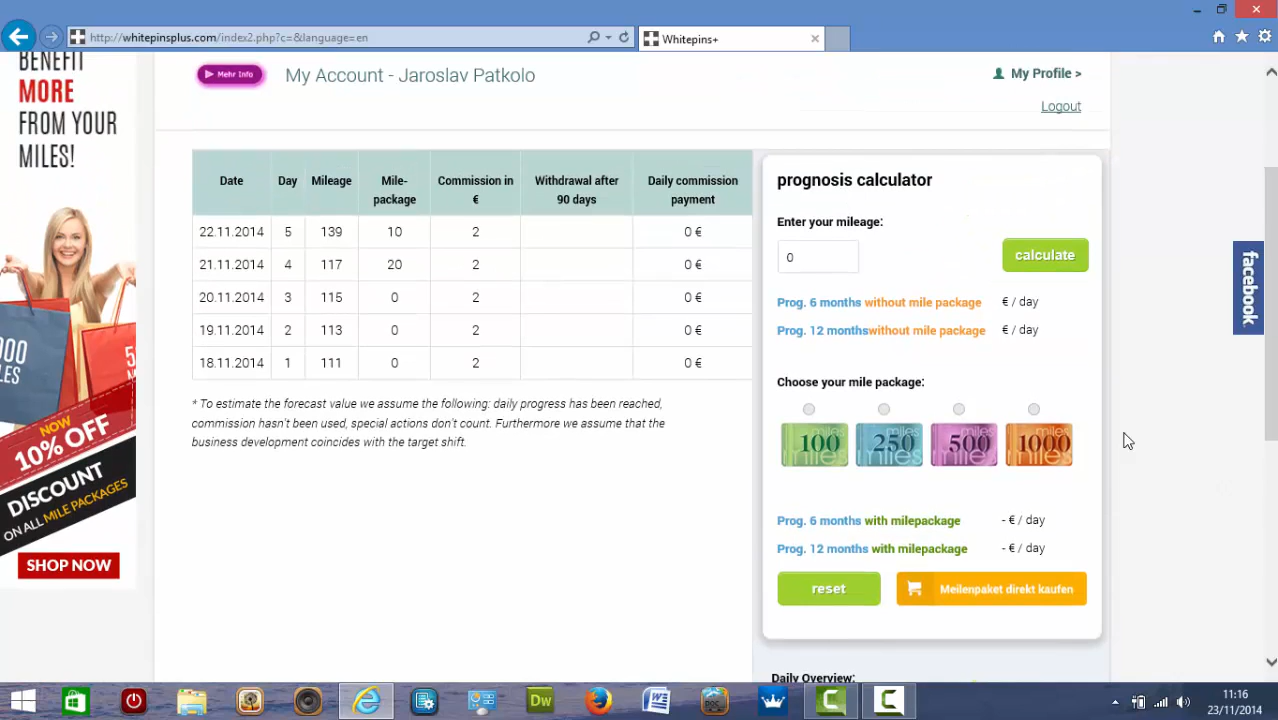 http://whitepinsplus.com/index2.php?c=&language=en
Whitepins+
BENEFIT
MORE
FROM YOUR
MILES!
NOW
10% OFF
DISCOUNT
ON ALL MILE PACKAGES
SHOP NOW
Mehr Info
My Account - Jaroslav Patkolo
My Profile >
Logout
Date Day Mileage Mile-package Commission in € Withdrawal after 90 days Daily commission payment
22.11.2014 5 139 10 2 0 €
21.11.2014 4 117 20 2 0 €
20.11.2014 3 115 0 2 0 €
19.11.2014 2 113 0 2 0 €
18.11.2014 1 111 0 2 0 €
* To estimate the forecast value we assume the following: daily progress has been reached,
commission hasn't been used, special actions don't count. Furthermore we assume that the
business development coincides with the target shift.
prognosis calculator
Enter your mileage:
0 calculate
Prog. 6 months without mile package € / day
Prog. 12 monthswithout mile package € / day
Choose your mile package:
miles 100 miles 250 miles 500 miles 1000
Prog. 6 months with milepackage - € / day
Prog. 12 months with milepackage - € / day
reset Meilenpaket direkt kaufen
Daily Overview:
facebook
Dw
11:16
23/11/2014